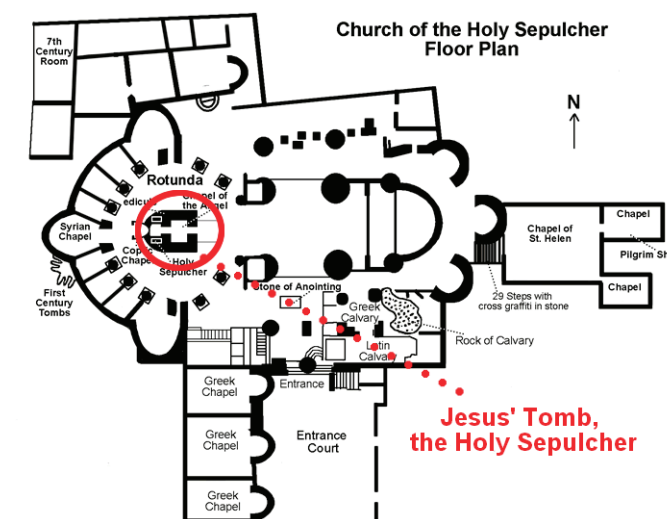 Church of the Holy Sepulcher
Floor Plan
7th
Century
Room
N
Rotunda
Chapel of
the Angel
Syrian
Chapel
Chapel
Holy
Sepulcher
First
Century
Tombs
Stone of Anointing
Greek
Calvary
Latin
Rock of Calvary
Chapel of
St. Helen
Chapel
Pilgrim Sh
Chapel
29 Steps with
cross graffiti in stone
Entrance
Greek
Chapel
Greek
Chapel
Greek
Chapel
Entrance
Court
Jesus' Tomb,
the Holy Sepulcher